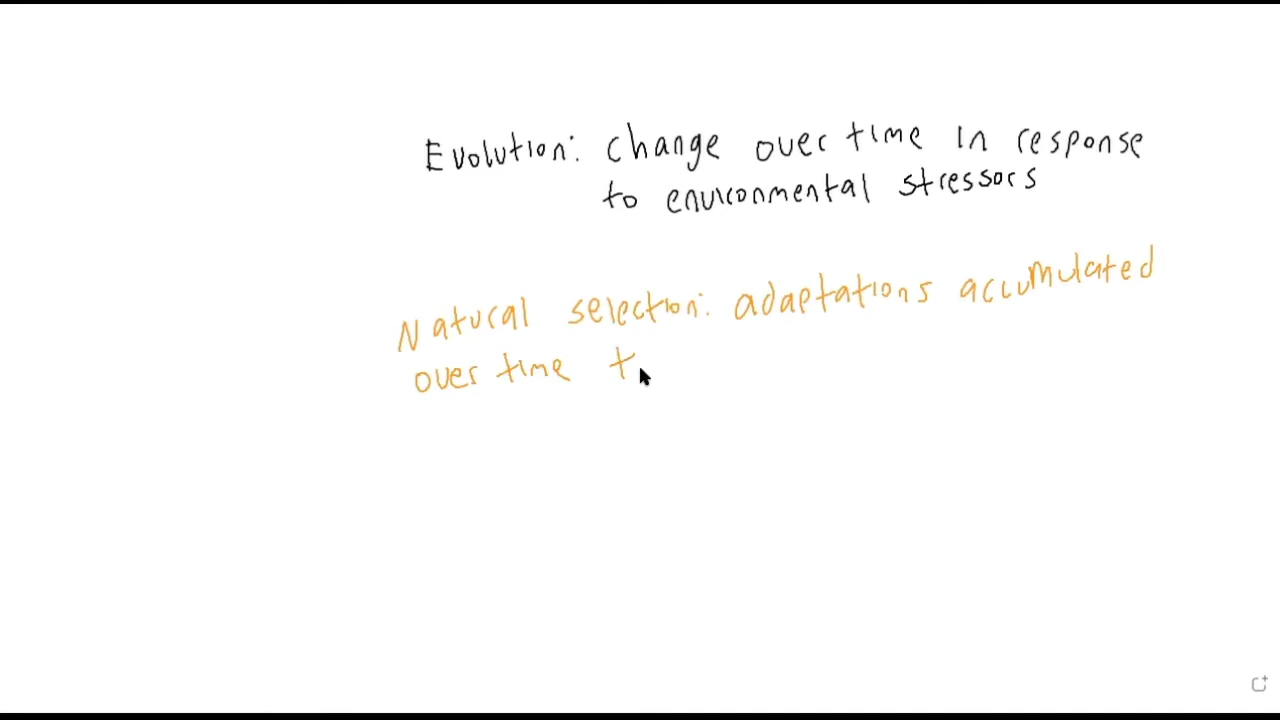 Evolution: change over time in response
to environmental stressors
Natural selection: adaptations accumulated
over time t